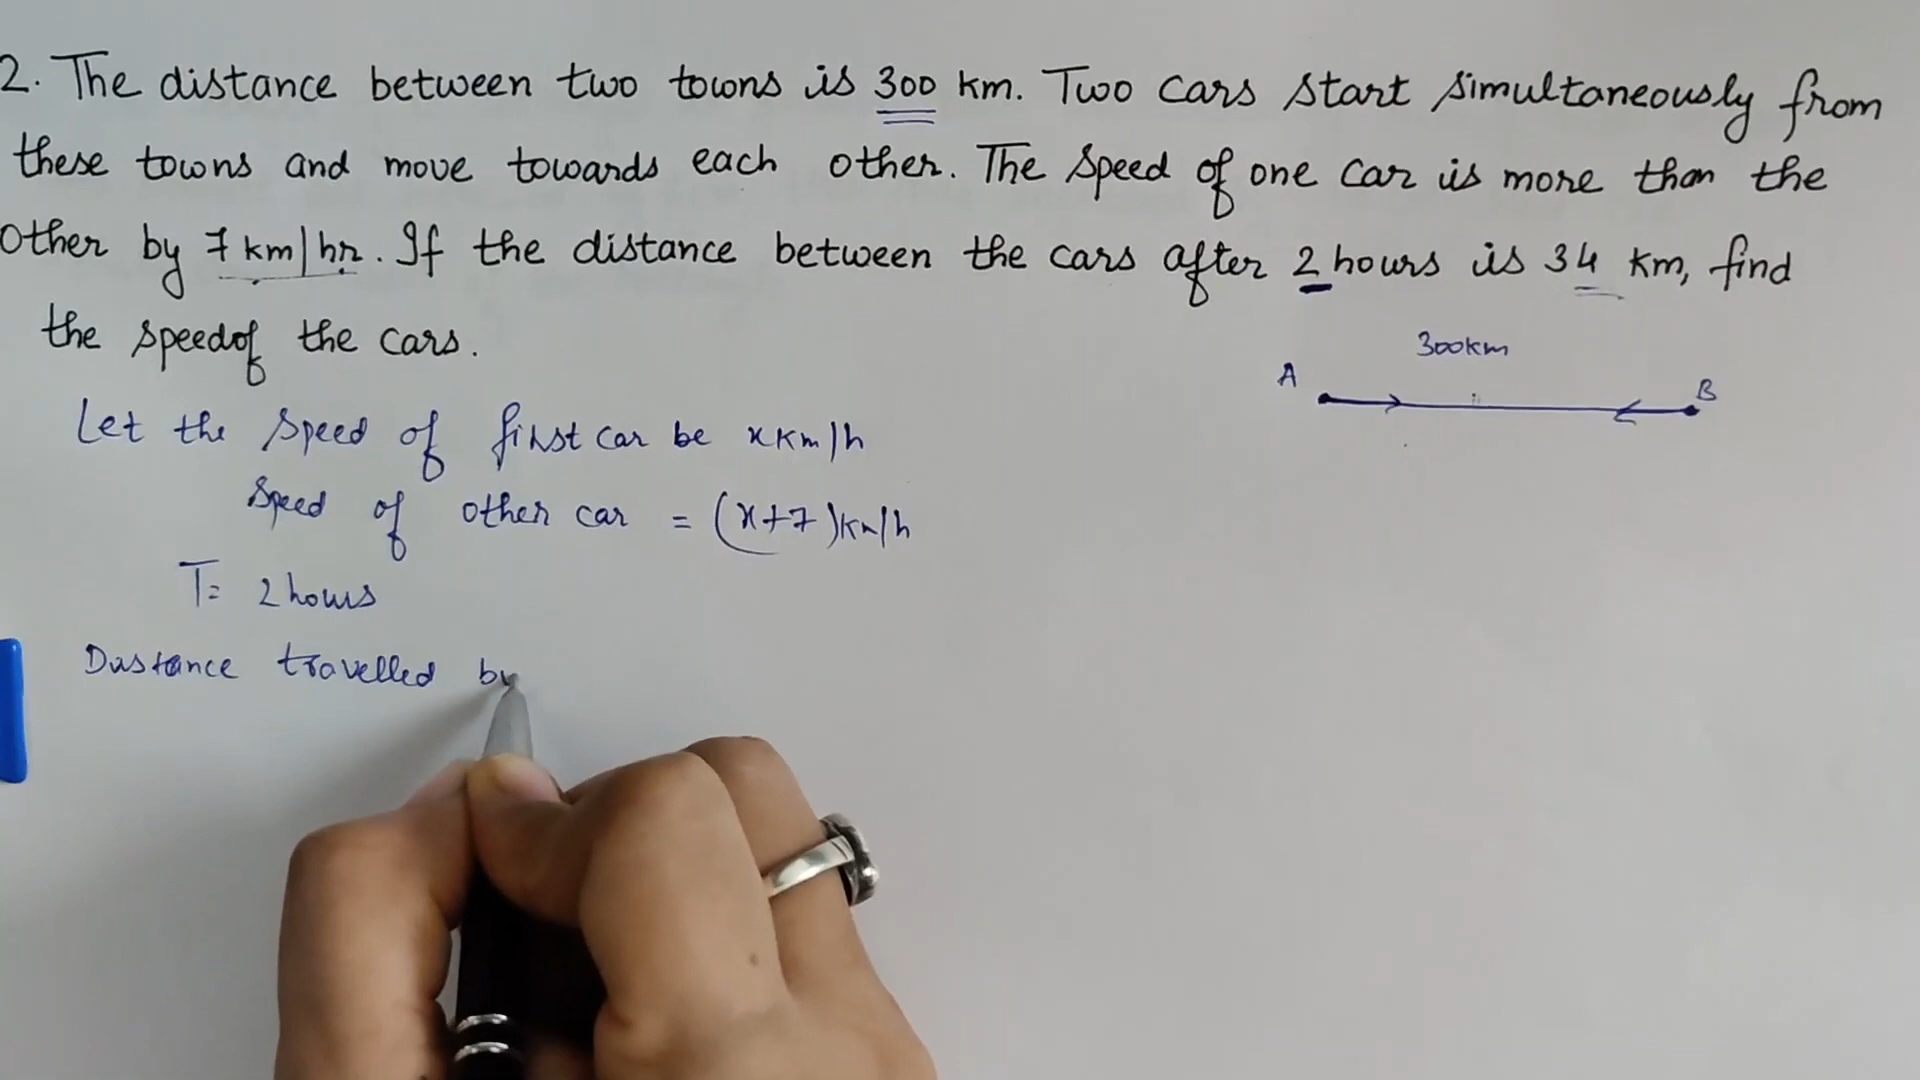 2. The distance between two towns is 300 km. Two cars start simultaneously from
these towns and move towards each other. The speed of one car is more than the
other by 7 km/hr. If the distance between the cars after 2 hours is 34 km, find
the speed of the cars.
300km
A B
Let the speed of first car be x km/h
Speed of other car = (x+7) km/h
T= 2 hours
Distance travelled by